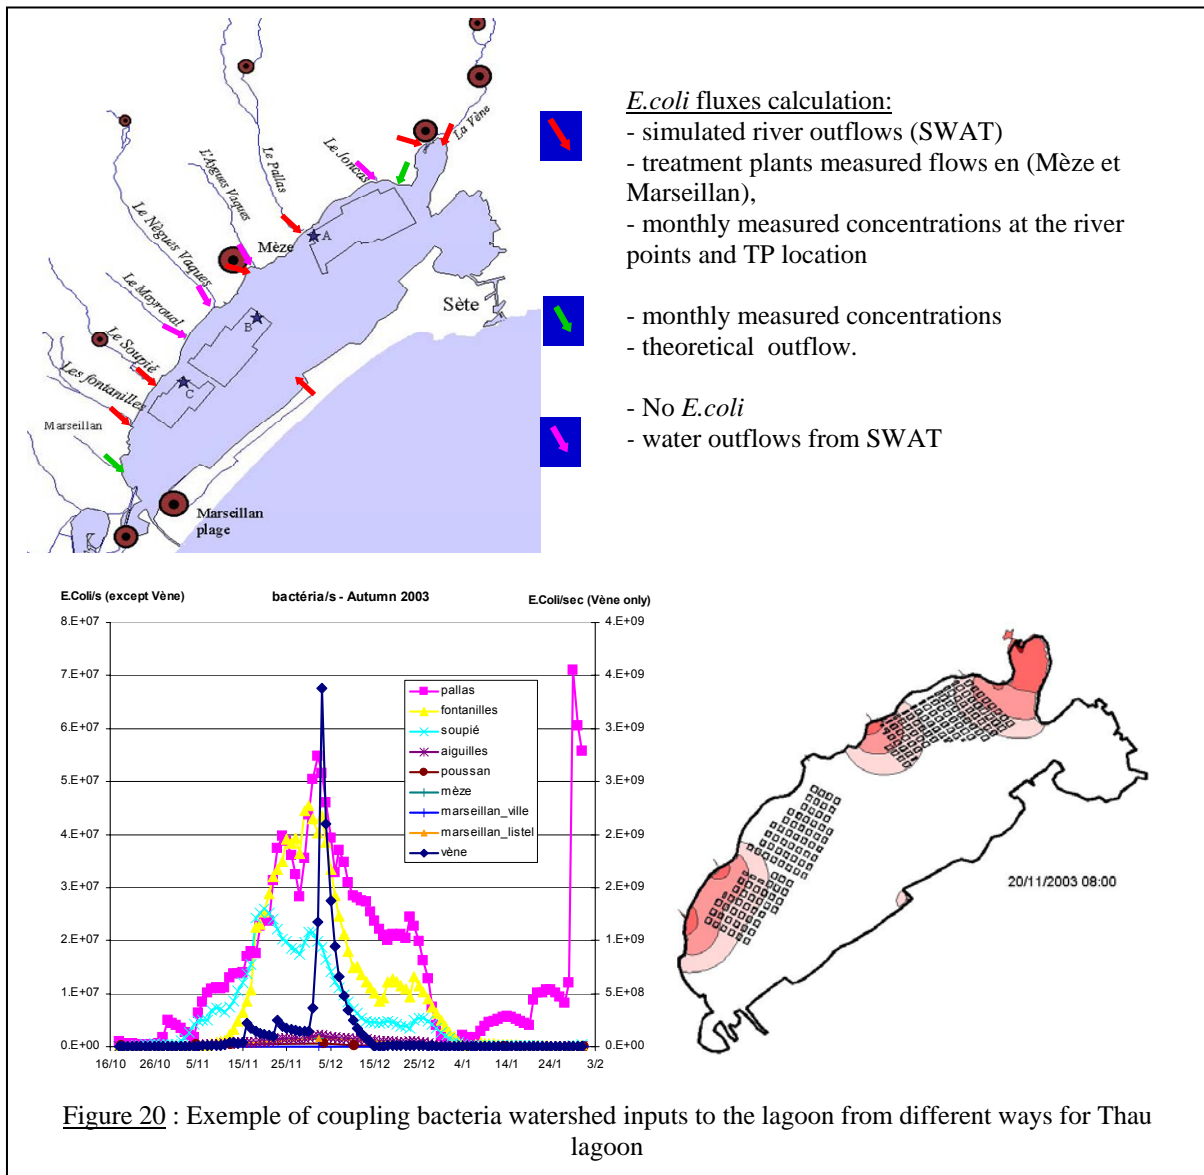 La Vène
Le Joncas
Le Pallas
L'Aygues Vaques
Le Nègues Vaques
Le Mayroual
Le Soupié
Les fontanilles
Mèze
Marseillan
Marseillan
plage
Sète
A
B
C
E.coli fluxes calculation:
- simulated river outflows (SWAT)
- treatment plants measured flows en (Mèze et
Marseillan),
- monthly measured concentrations at the river
points and TP location
- monthly measured concentrations
- theoretical outflow.
- No E.coli
- water outflows from SWAT
E.Coli/s (except Vène)
bactéria/s - Autumn 2003
E.Coli/sec (Vène only)
8.E+07
7.E+07
6.E+07
5.E+07
4.E+07
3.E+07
2.E+07
1.E+07
0.E+00
4.E+09
4.E+09
3.E+09
3.E+09
2.E+09
2.E+09
1.E+09
5.E+08
0.E+00
pallas
fontanilles
soupié
aiguilles
poussan
mèze
marseillan_ville
marseillan_listel
vène
16/10 26/10 5/11 15/11 25/11 5/12 15/12 25/12 4/1 14/1 24/1 3/2
20/11/2003 08:00
Figure 20 : Exemple of coupling bacteria watershed inputs to the lagoon from different ways for Thau
lagoon